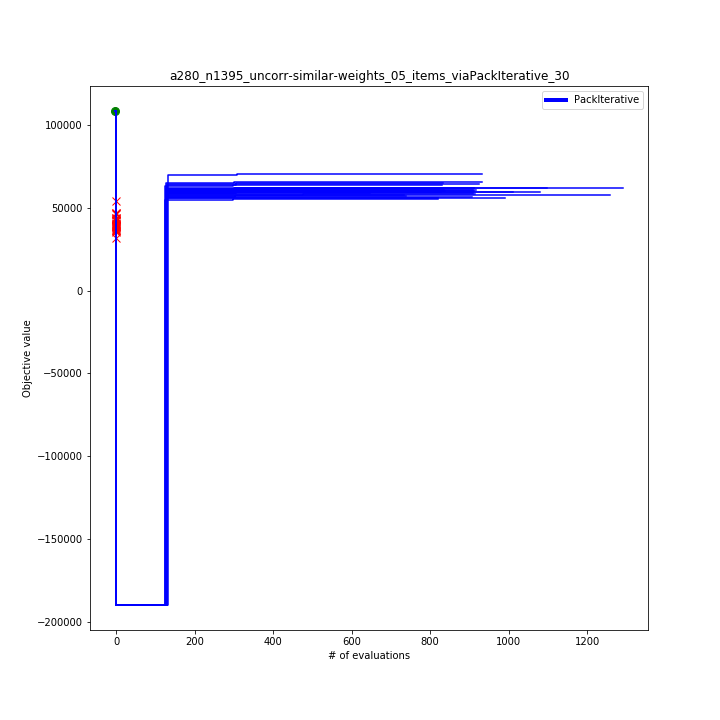 a280_n1395_uncorr-similar-weights_05_items_viaPackIterative_30
PackIterative
100000
50000
0
−50000
−100000
−150000
−200000
Objective value
0 200 400 600 800 1000 1200
# of evaluations